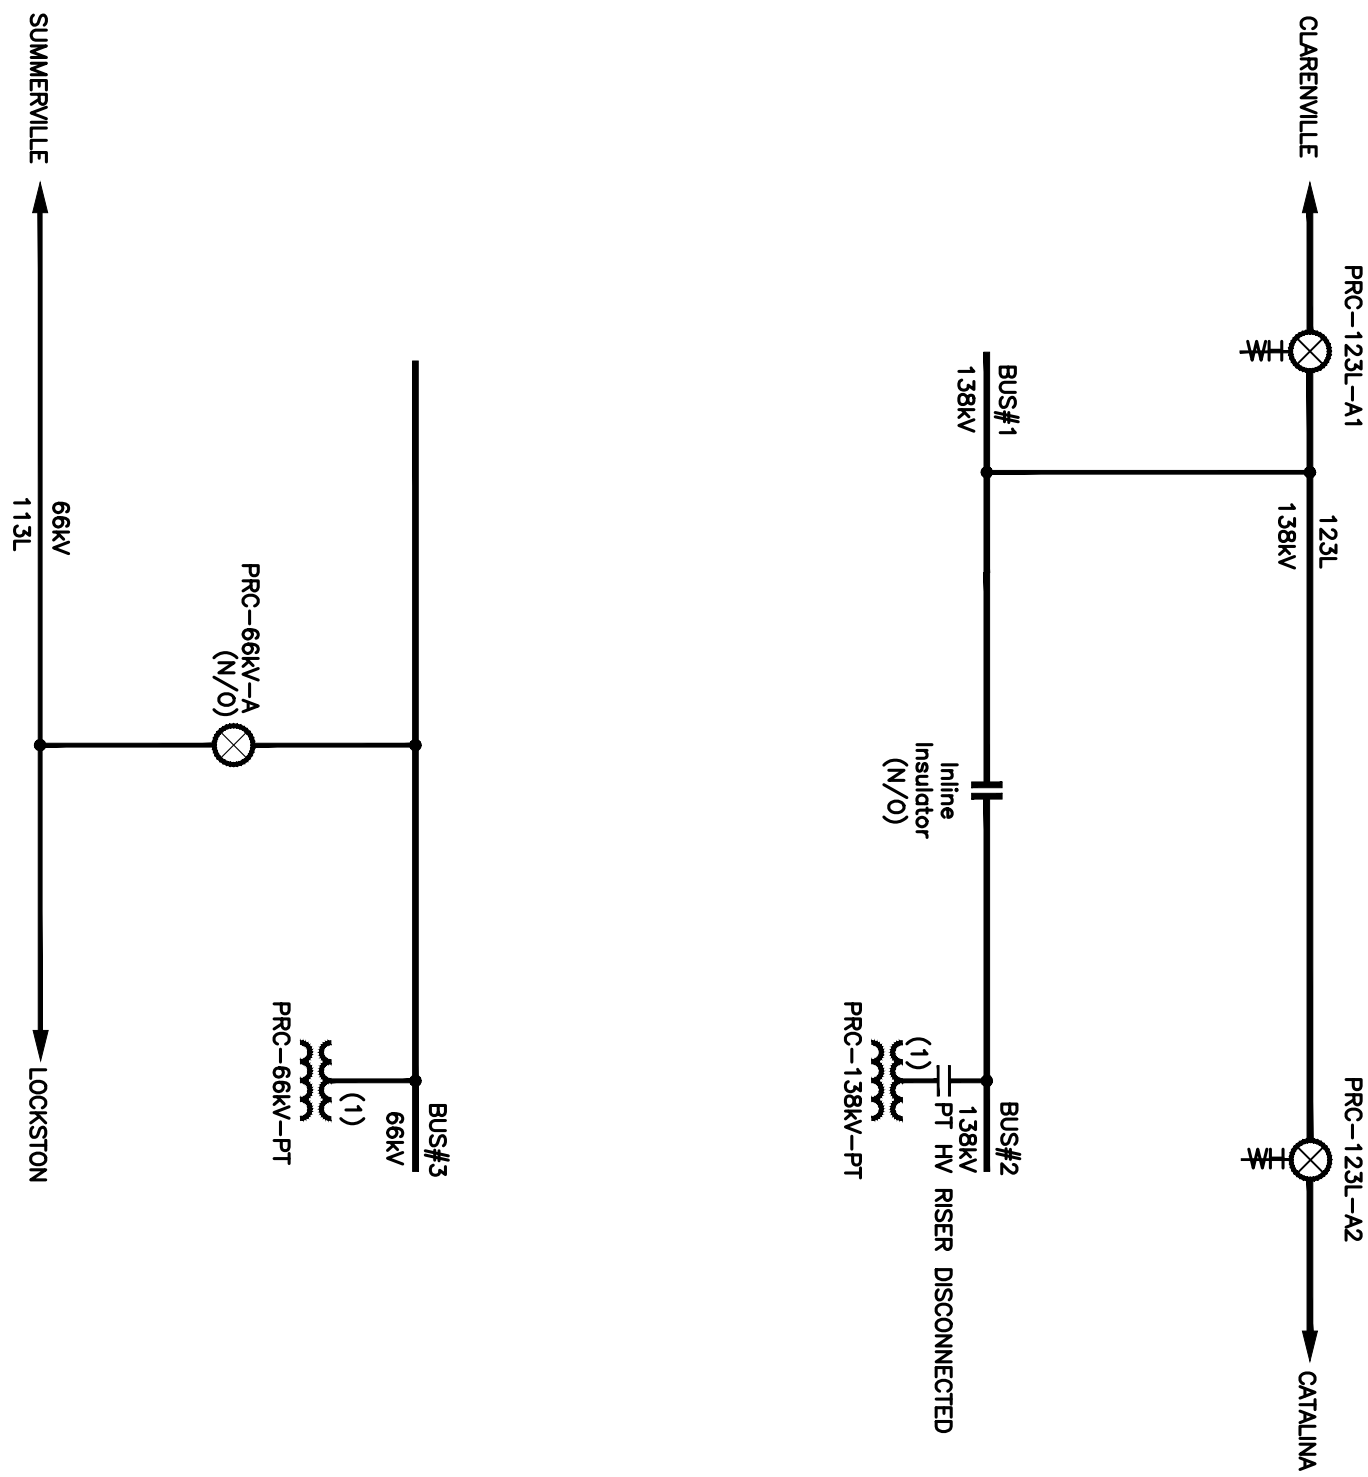 CLARENVILLE
PRC-123L-A1
123L
138kV
PRC-123L-A2
CATALINA
BUS#1
138kV
Inline
Insulator
(N/O)
BUS#2
138kV
PT HV RISER DISCONNECTED
(1)
PRC-138kV-PT
BUS#3
66kV
(1)
PRC-66kV-PT
PRC-66kV-A
(N/O)
SUMMERVILLE
66kV
113L
LOCKSTON